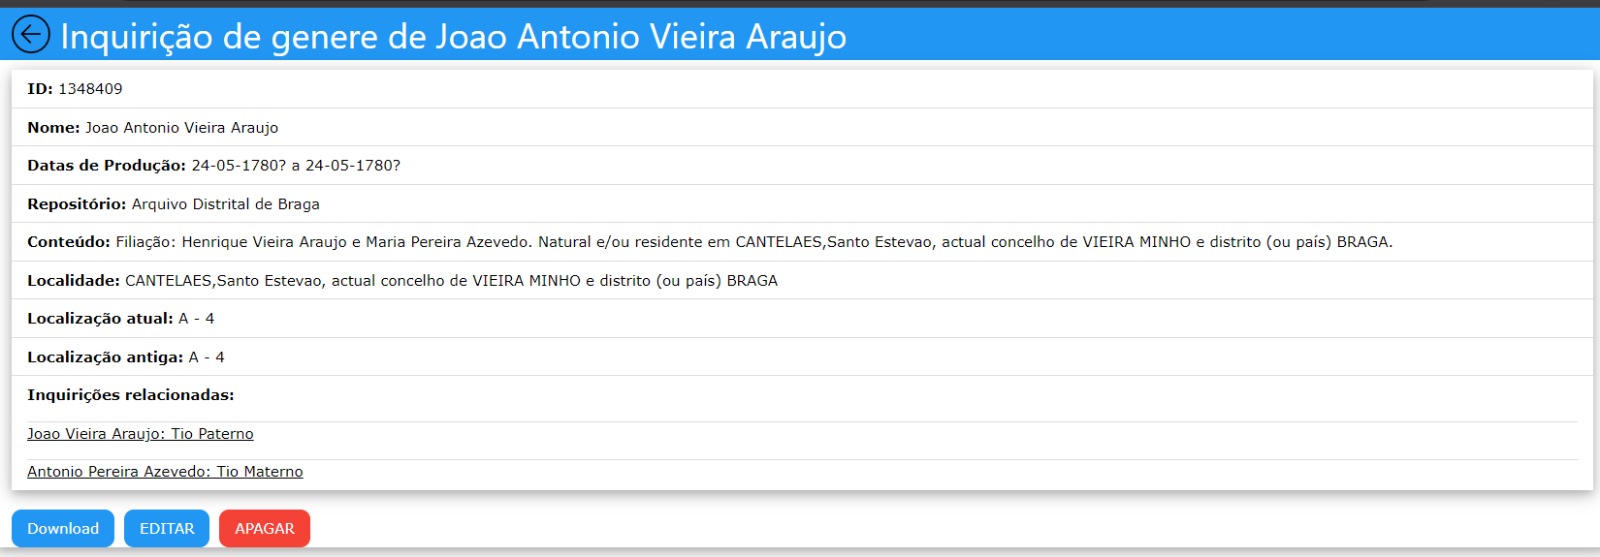 Inquirição de genere de Joao Antonio Vieira Araujo
ID: 1348409
Nome: Joao Antonio Vieira Araujo
Datas de Produção: 24-05-1780? a 24-05-1780?
Repositório: Arquivo Distrital de Braga
Conteúdo: Filiação: Henrique Vieira Araujo e Maria Pereira Azevedo. Natural e/ou residente em CANTELAES,Santo Estevao, actual concelho de VIEIRA MINHO e distrito (ou país) BRAGA.
Localidade: CANTELAES,Santo Estevao, actual concelho de VIEIRA MINHO e distrito (ou país) BRAGA
Localização atual: A - 4
Localização antiga: A - 4
Inquirições relacionadas:
Joao Vieira Araujo: Tio Paterno
Antonio Pereira Azevedo: Tio Materno
Download EDITAR APAGAR